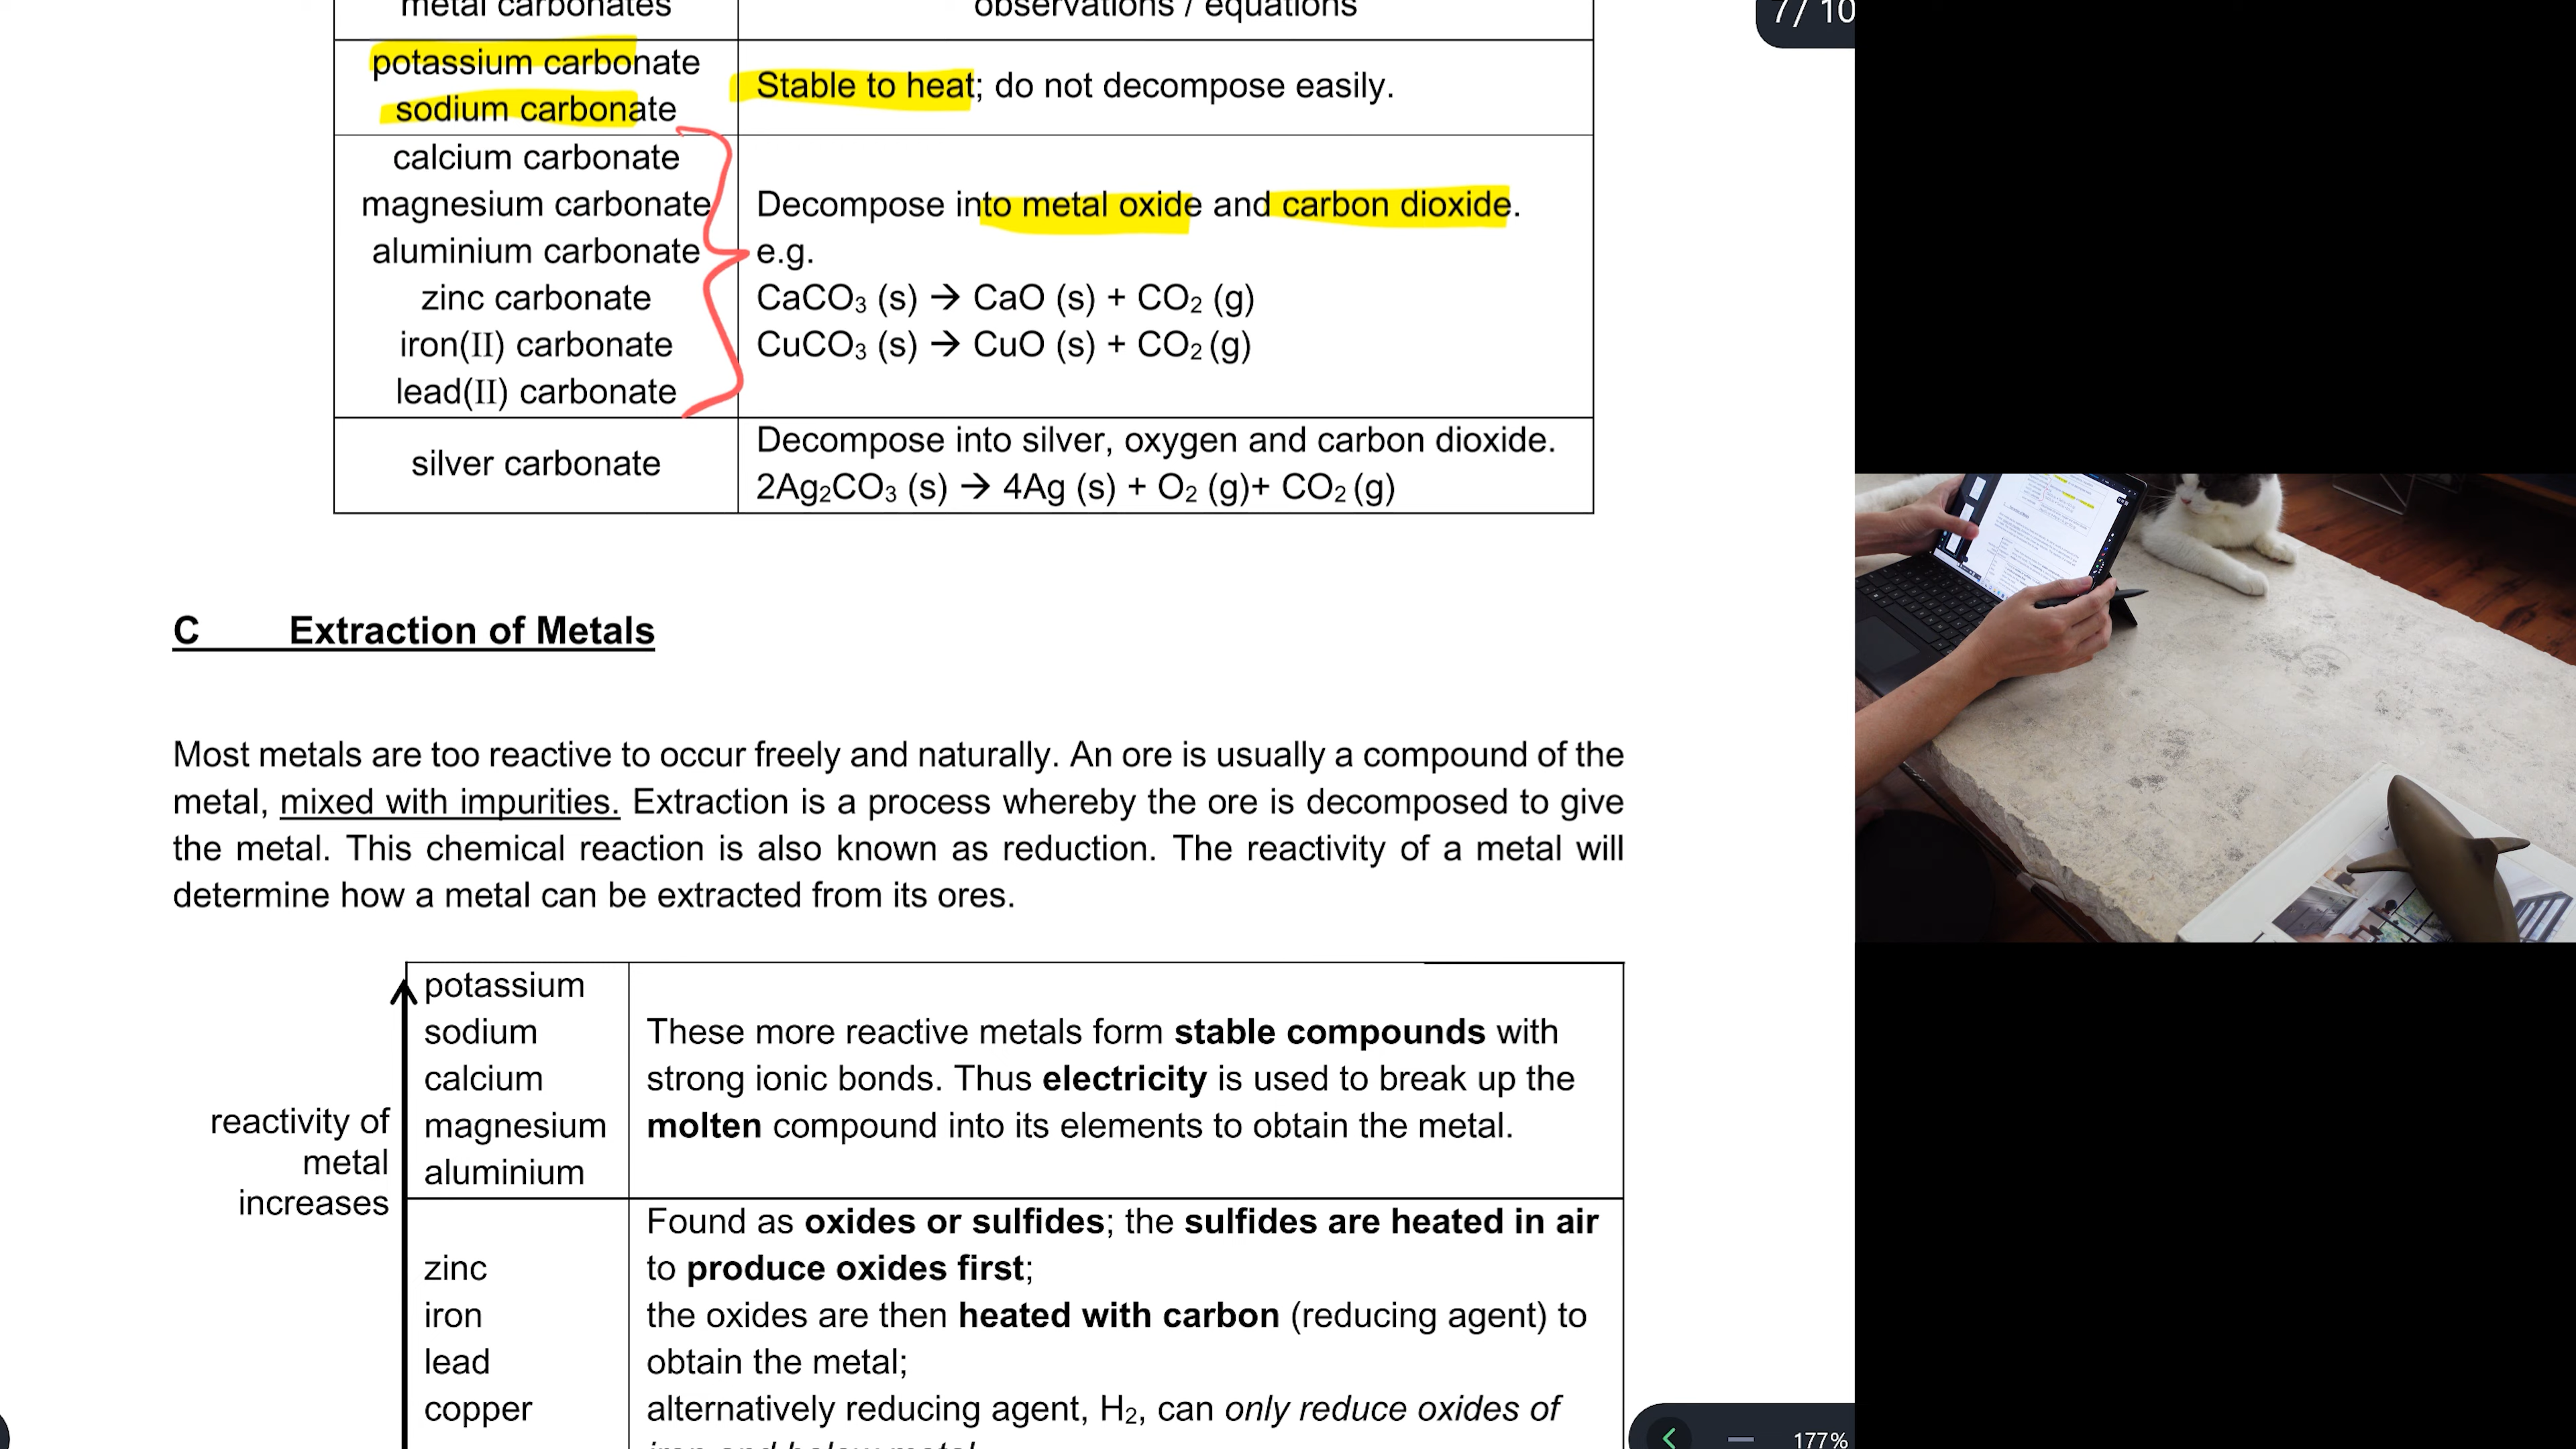 metal carbonates
observations / equations
7/ 10
potassium carbonate
sodium carbonate
Stable to heat; do not decompose easily.
calcium carbonate
magnesium carbonate
aluminium carbonate
zinc carbonate
iron(II) carbonate
lead(II) carbonate
Decompose into metal oxide and carbon dioxide.
e.g.
CaCO₃ (s) → CaO (s) + CO₂ (g)
CuCO₃ (s) → CuO (s) + CO₂ (g)
silver carbonate
Decompose into silver, oxygen and carbon dioxide.
2Ag₂CO₃ (s) → 4Ag (s) + O₂ (g)+ CO₂ (g)
C Extraction of Metals
Most metals are too reactive to occur freely and naturally. An ore is usually a compound of the
metal, mixed with impurities. Extraction is a process whereby the ore is decomposed to give
the metal. This chemical reaction is also known as reduction. The reactivity of a metal will
determine how a metal can be extracted from its ores.
reactivity of
metal
increases
potassium
sodium
calcium
magnesium
aluminium
These more reactive metals form stable compounds with
strong ionic bonds. Thus electricity is used to break up the
molten compound into its elements to obtain the metal.
zinc
iron
lead
copper
Found as oxides or sulfides; the sulfides are heated in air
to produce oxides first;
the oxides are then heated with carbon (reducing agent) to
obtain the metal;
alternatively reducing agent, H₂, can only reduce oxides of
177%